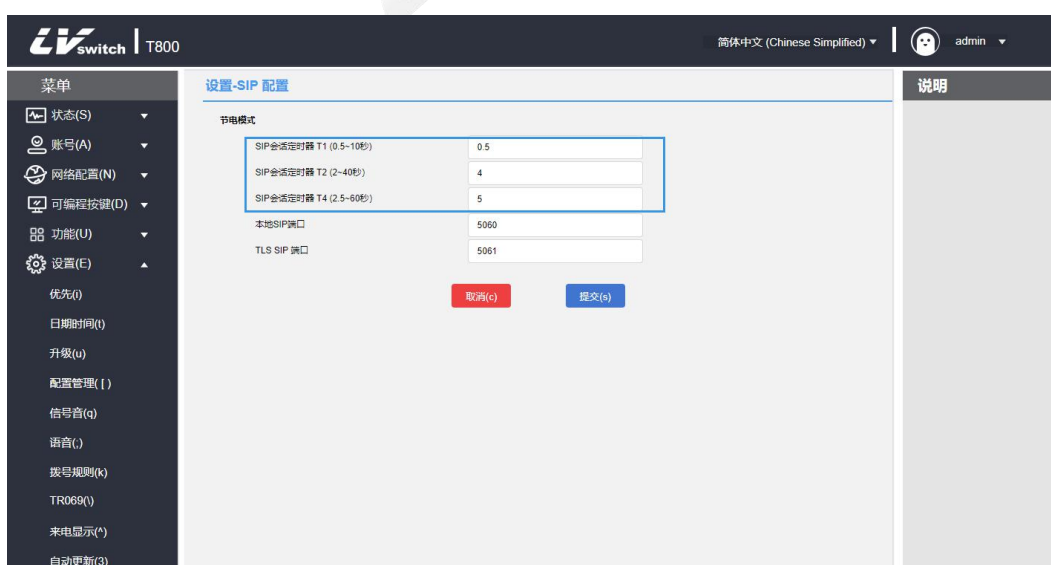 LVswitch T800
简体中文 (Chinese Simplified)
admin
菜单
状态(S)
账号(A)
网络配置(N)
可编程按键(D)
功能(U)
设置(E)
优先(i)
日期时间(t)
升级(u)
配置管理( [ )
信号音(q)
语音(;)
拨号规则(k)
TR069(\)
来电显示(^)
自动更新(3)
设置-SIP 配置
节电模式
SIP会话定时器 T1 (0.5~10秒) 0.5
SIP会话定时器 T2 (2~40秒) 4
SIP会话定时器 T4 (2.5~60秒) 5
本地SIP端口 5060
TLS SIP 端口 5061
取消(c) 提交(s)
说明